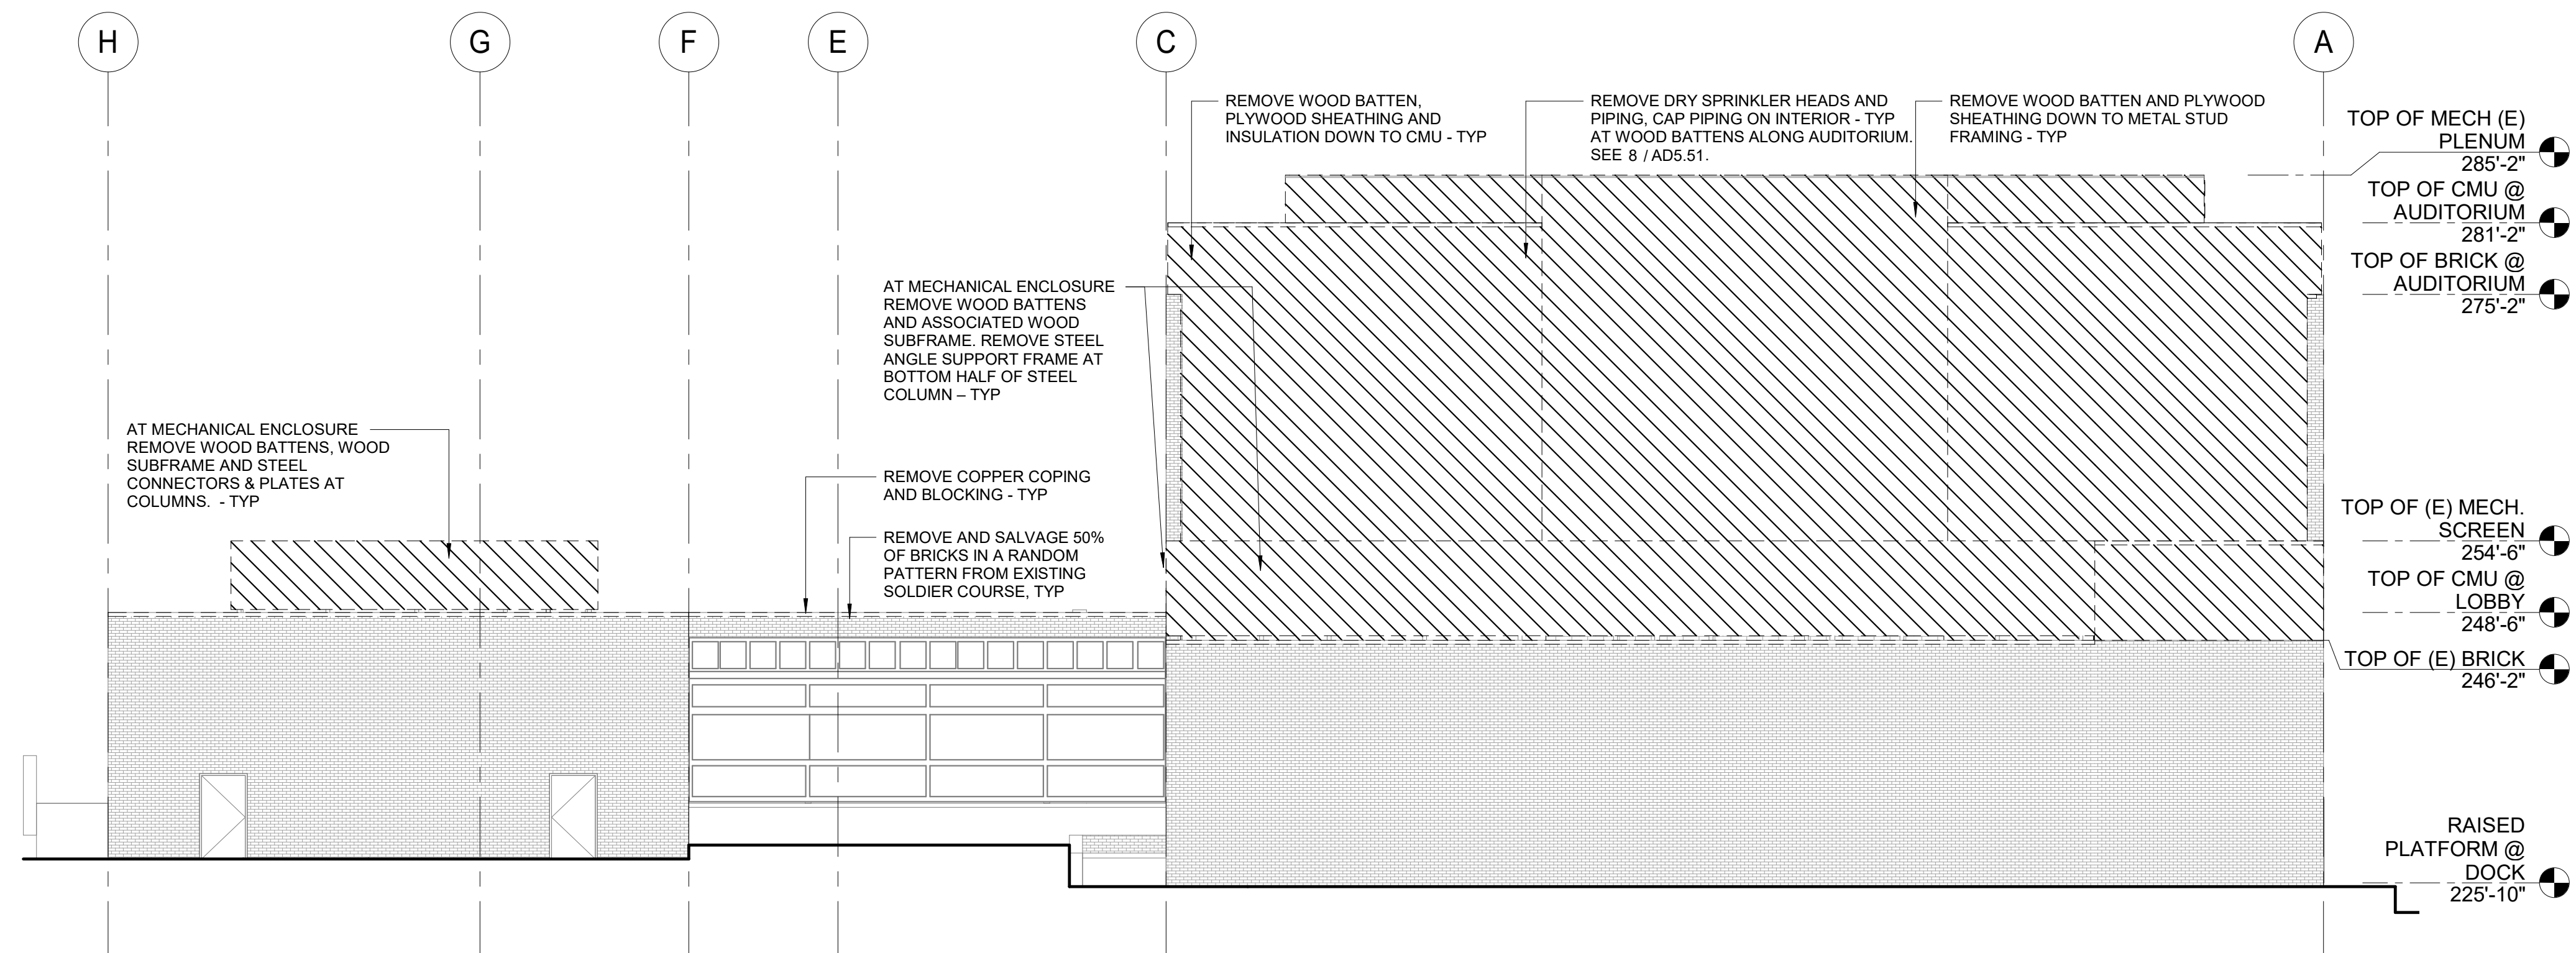 H
G
F
E
C
A
REMOVE WOOD BATTEN,
PLYWOOD SHEATHING AND
INSULATION DOWN TO CMU - TYP
REMOVE DRY SPRINKLER HEADS AND
PIPING, CAP PIPING ON INTERIOR - TYP
AT WOOD BATTENS ALONG AUDITORIUM.
SEE 8 / AD5.51.
REMOVE WOOD BATTEN AND PLYWOOD
SHEATHING DOWN TO METAL STUD
FRAMING - TYP
TOP OF MECH (E)
PLENUM
285'-2"
TOP OF CMU @
AUDITORIUM
281'-2"
TOP OF BRICK @
AUDITORIUM
275'-2"
AT MECHANICAL ENCLOSURE
REMOVE WOOD BATTENS
AND ASSOCIATED WOOD
SUBFRAME. REMOVE STEEL
ANGLE SUPPORT FRAME AT
BOTTOM HALF OF STEEL
COLUMN – TYP
AT MECHANICAL ENCLOSURE
REMOVE WOOD BATTENS, WOOD
SUBFRAME AND STEEL
CONNECTORS & PLATES AT
COLUMNS. - TYP
REMOVE COPPER COPING
AND BLOCKING - TYP
REMOVE AND SALVAGE 50%
OF BRICKS IN A RANDOM
PATTERN FROM EXISTING
SOLDIER COURSE, TYP
TOP OF (E) MECH.
SCREEN
254'-6"
TOP OF CMU @
LOBBY
248'-6"
TOP OF (E) BRICK
246'-2"
RAISED
PLATFORM @
DOCK
225'-10"